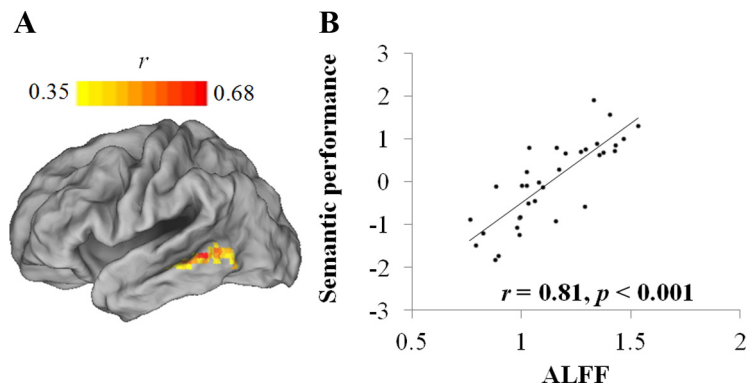 A
r
0.35 0.68
B
Semantic performance
3
2
1
0
-1
-2
-3
r = 0.81, p < 0.001
0.5 1 1.5 2
ALFF